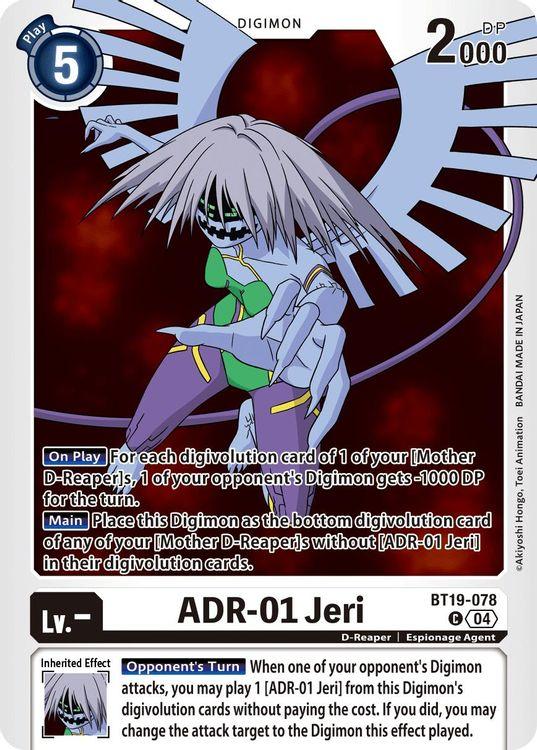 Play
5
DIGIMON
DP
2000
On Play For each digivolution card of 1 of your [Mother
D-Reaper]s, 1 of your opponent's Digimon gets -1000 DP
for the turn.
Main Place this Digimon as the bottom digivolution card
of any of your [Mother D-Reaper]s without [ADR-01 Jeri]
in their digivolution cards.
©Akiyoshi Hongo, Toei Animation BANDAI MADE IN JAPAN
Lv.-
ADR-01 Jeri
BT19-078
C 04
D-Reaper | Espionage Agent
Inherited Effect
Opponent's Turn When one of your opponent's Digimon
attacks, you may play 1 [ADR-01 Jeri] from this Digimon's
digivolution cards without paying the cost. If you did, you may
change the attack target to the Digimon this effect played.